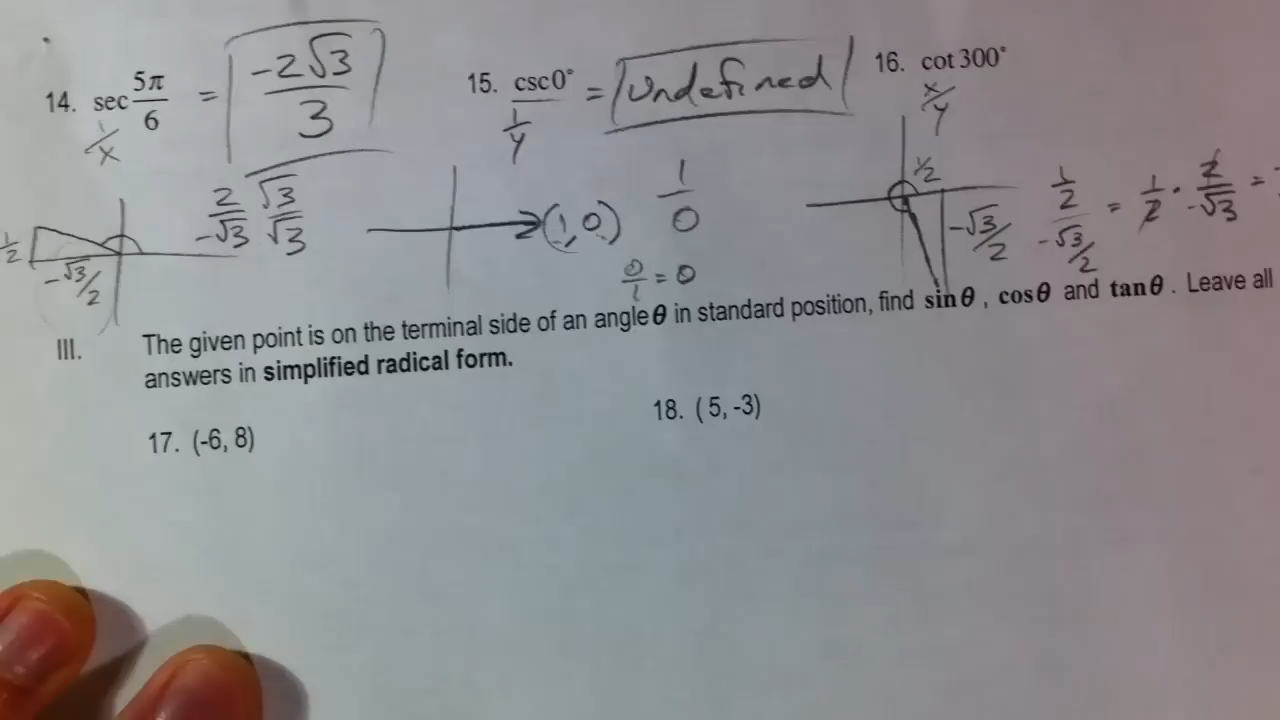 14. sec 5π/6 = -2√3/3
1/x
2/-√3 √3/√3
1/2
-√3/2
15. csc0° = Undefined
1/y
(1,0)
1/0
0/1 = 0
16. cot 300°
x/y
1/2
-√3/2
1/2 / -√3/2 = 1/2 · 2/-√3 =
III. The given point is on the terminal side of an angle θ in standard position, find sinθ , cosθ and tanθ . Leave all
answers in simplified radical form.
17. (-6, 8)
18. ( 5, -3)